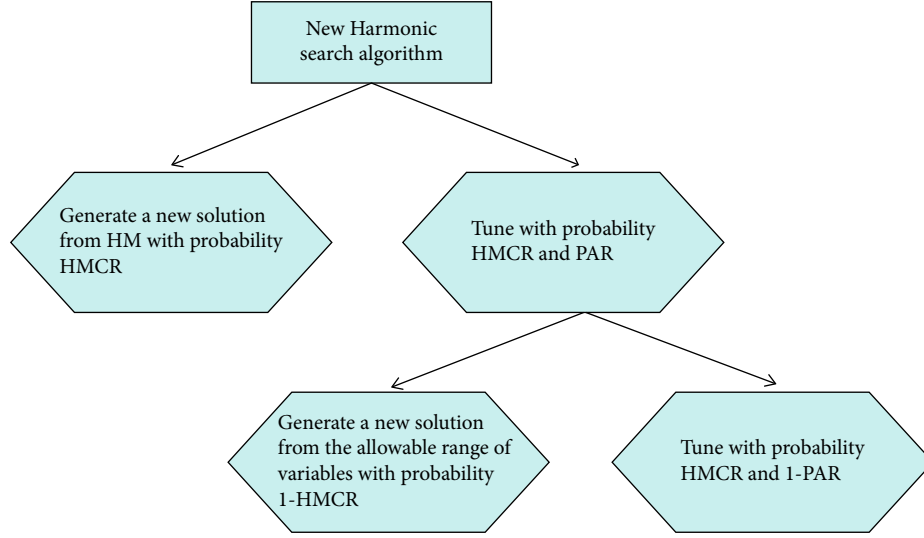 New Harmonic
search algorithm
Generate a new solution
from HM with probability
HMCR
Tune with probability
HMCR and PAR
Generate a new solution
from the allowable range of
variables with probability
1-HMCR
Tune with probability
HMCR and 1-PAR